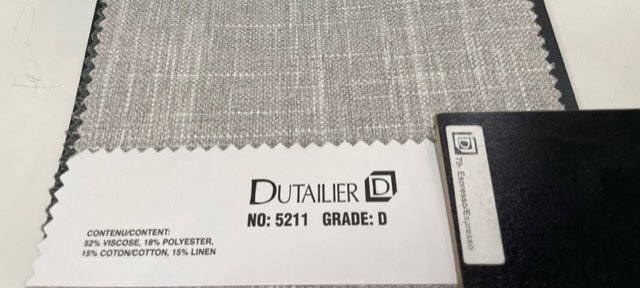 DUTAILIER D
NO: 5211 GRADE: D
CONTENU/CONTENT:
52% VISCOSE, 18% POLYESTER,
15% COTON/COTTON, 15% LINEN
D
79- Espresso/Espresso